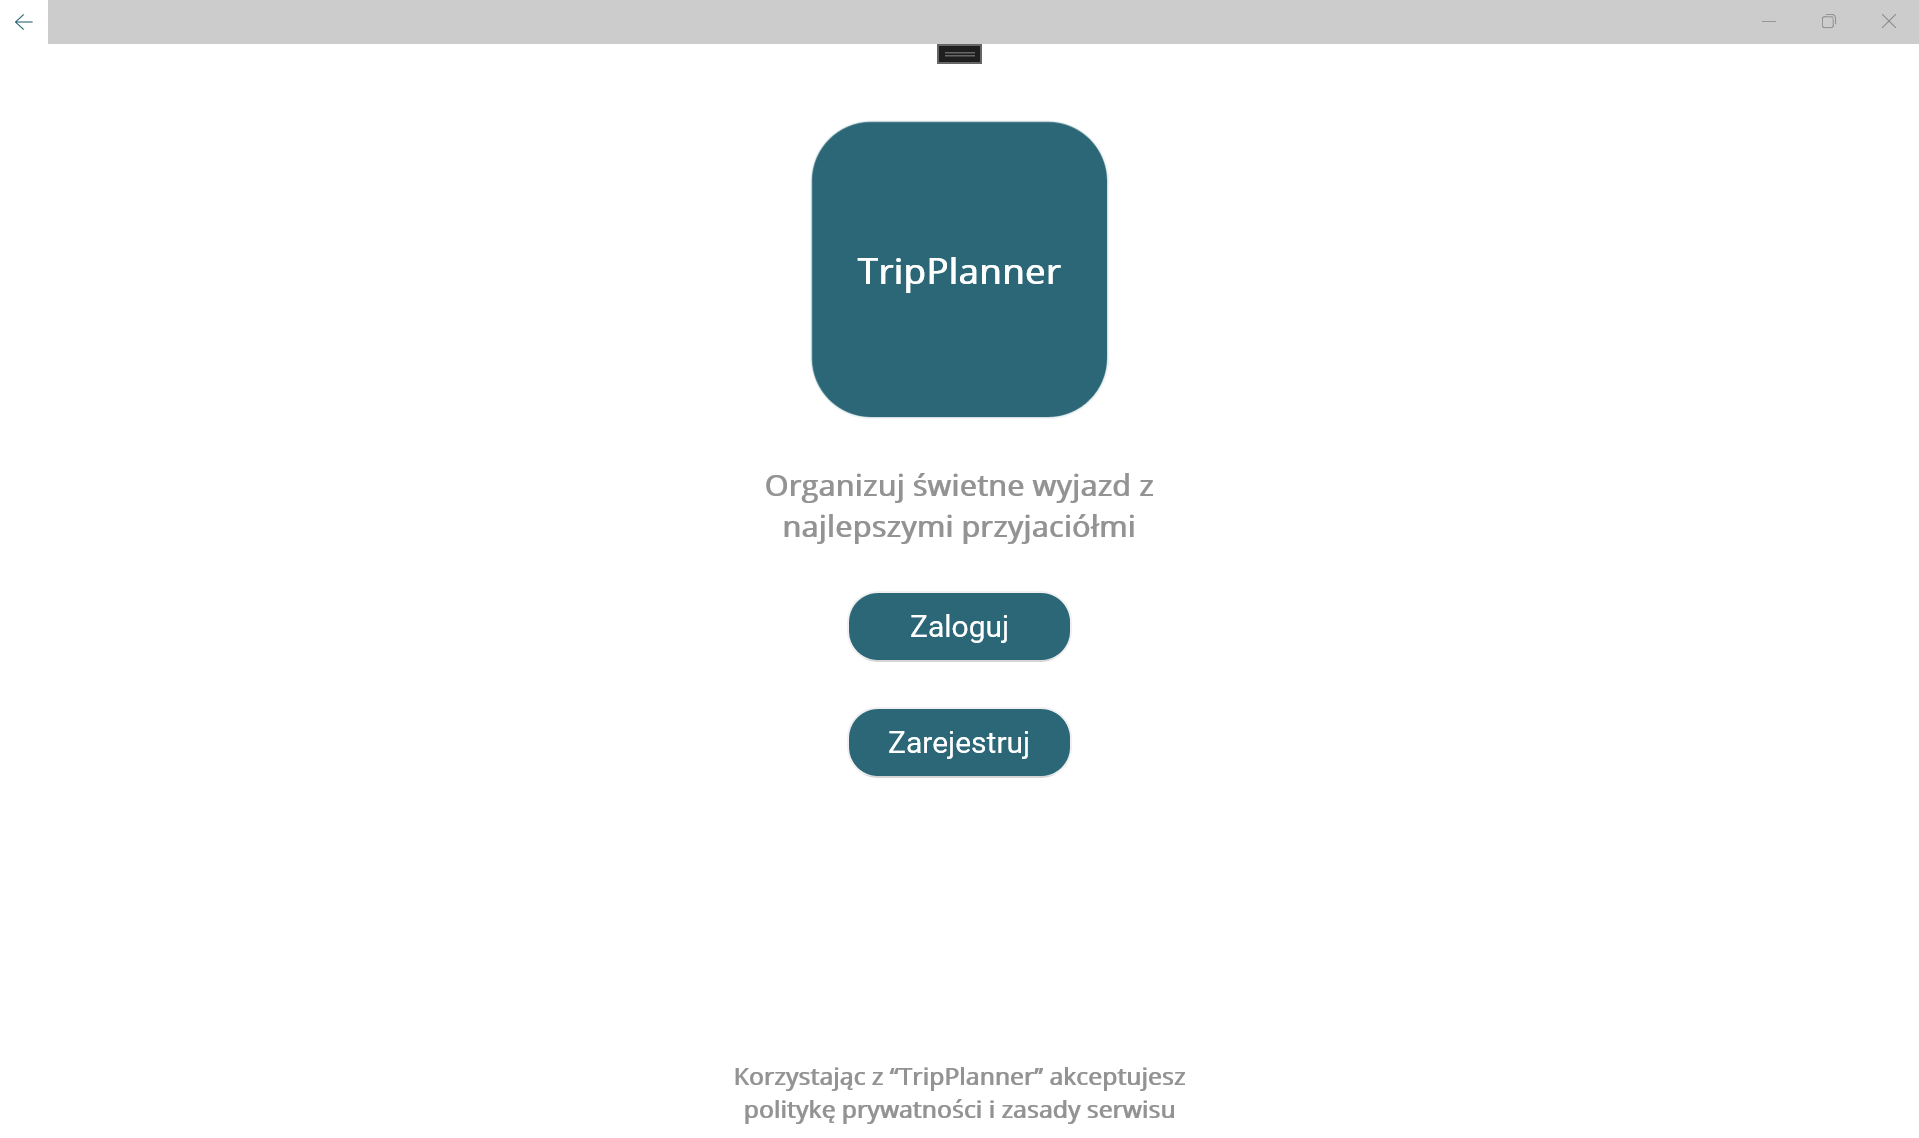 TripPlanner
Organizuj świetne wyjazd z
najlepszymi przyjaciółmi
Zaloguj
Zarejestruj
Korzystając z “TripPlanner” akceptujesz
politykę prywatności i zasady serwisu